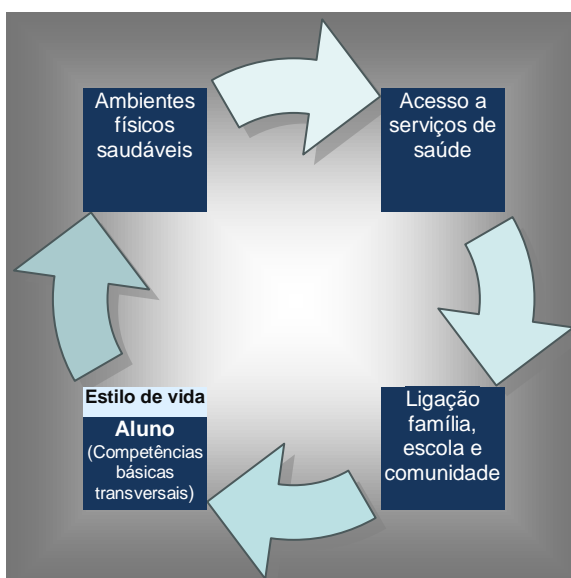 Ambientes
físicos
saudáveis
Acesso a
serviços de
saúde
Estilo de vida
Aluno
(Competências
básicas
transversais)
Ligação
família,
escola e
comunidade